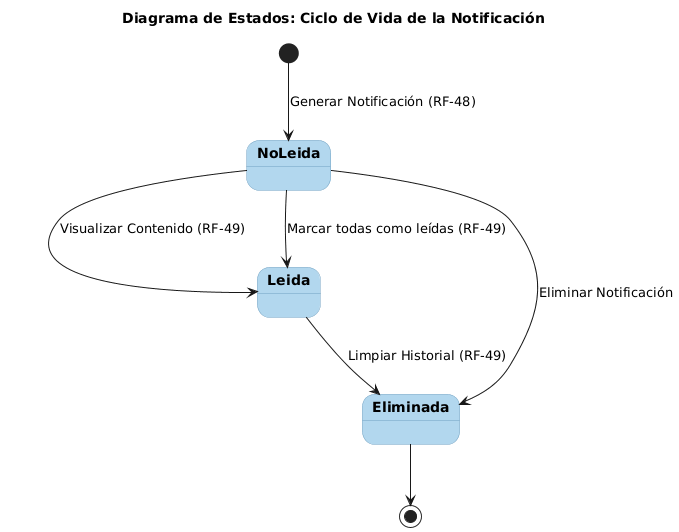 Diagrama de Estados: Ciclo de Vida de la Notificación
Generar Notificación (RF-48)
NoLeida
Visualizar Contenido (RF-49)
Marcar todas como leídas (RF-49)
Leida
Eliminar Notificación
Limpiar Historial (RF-49)
Eliminada